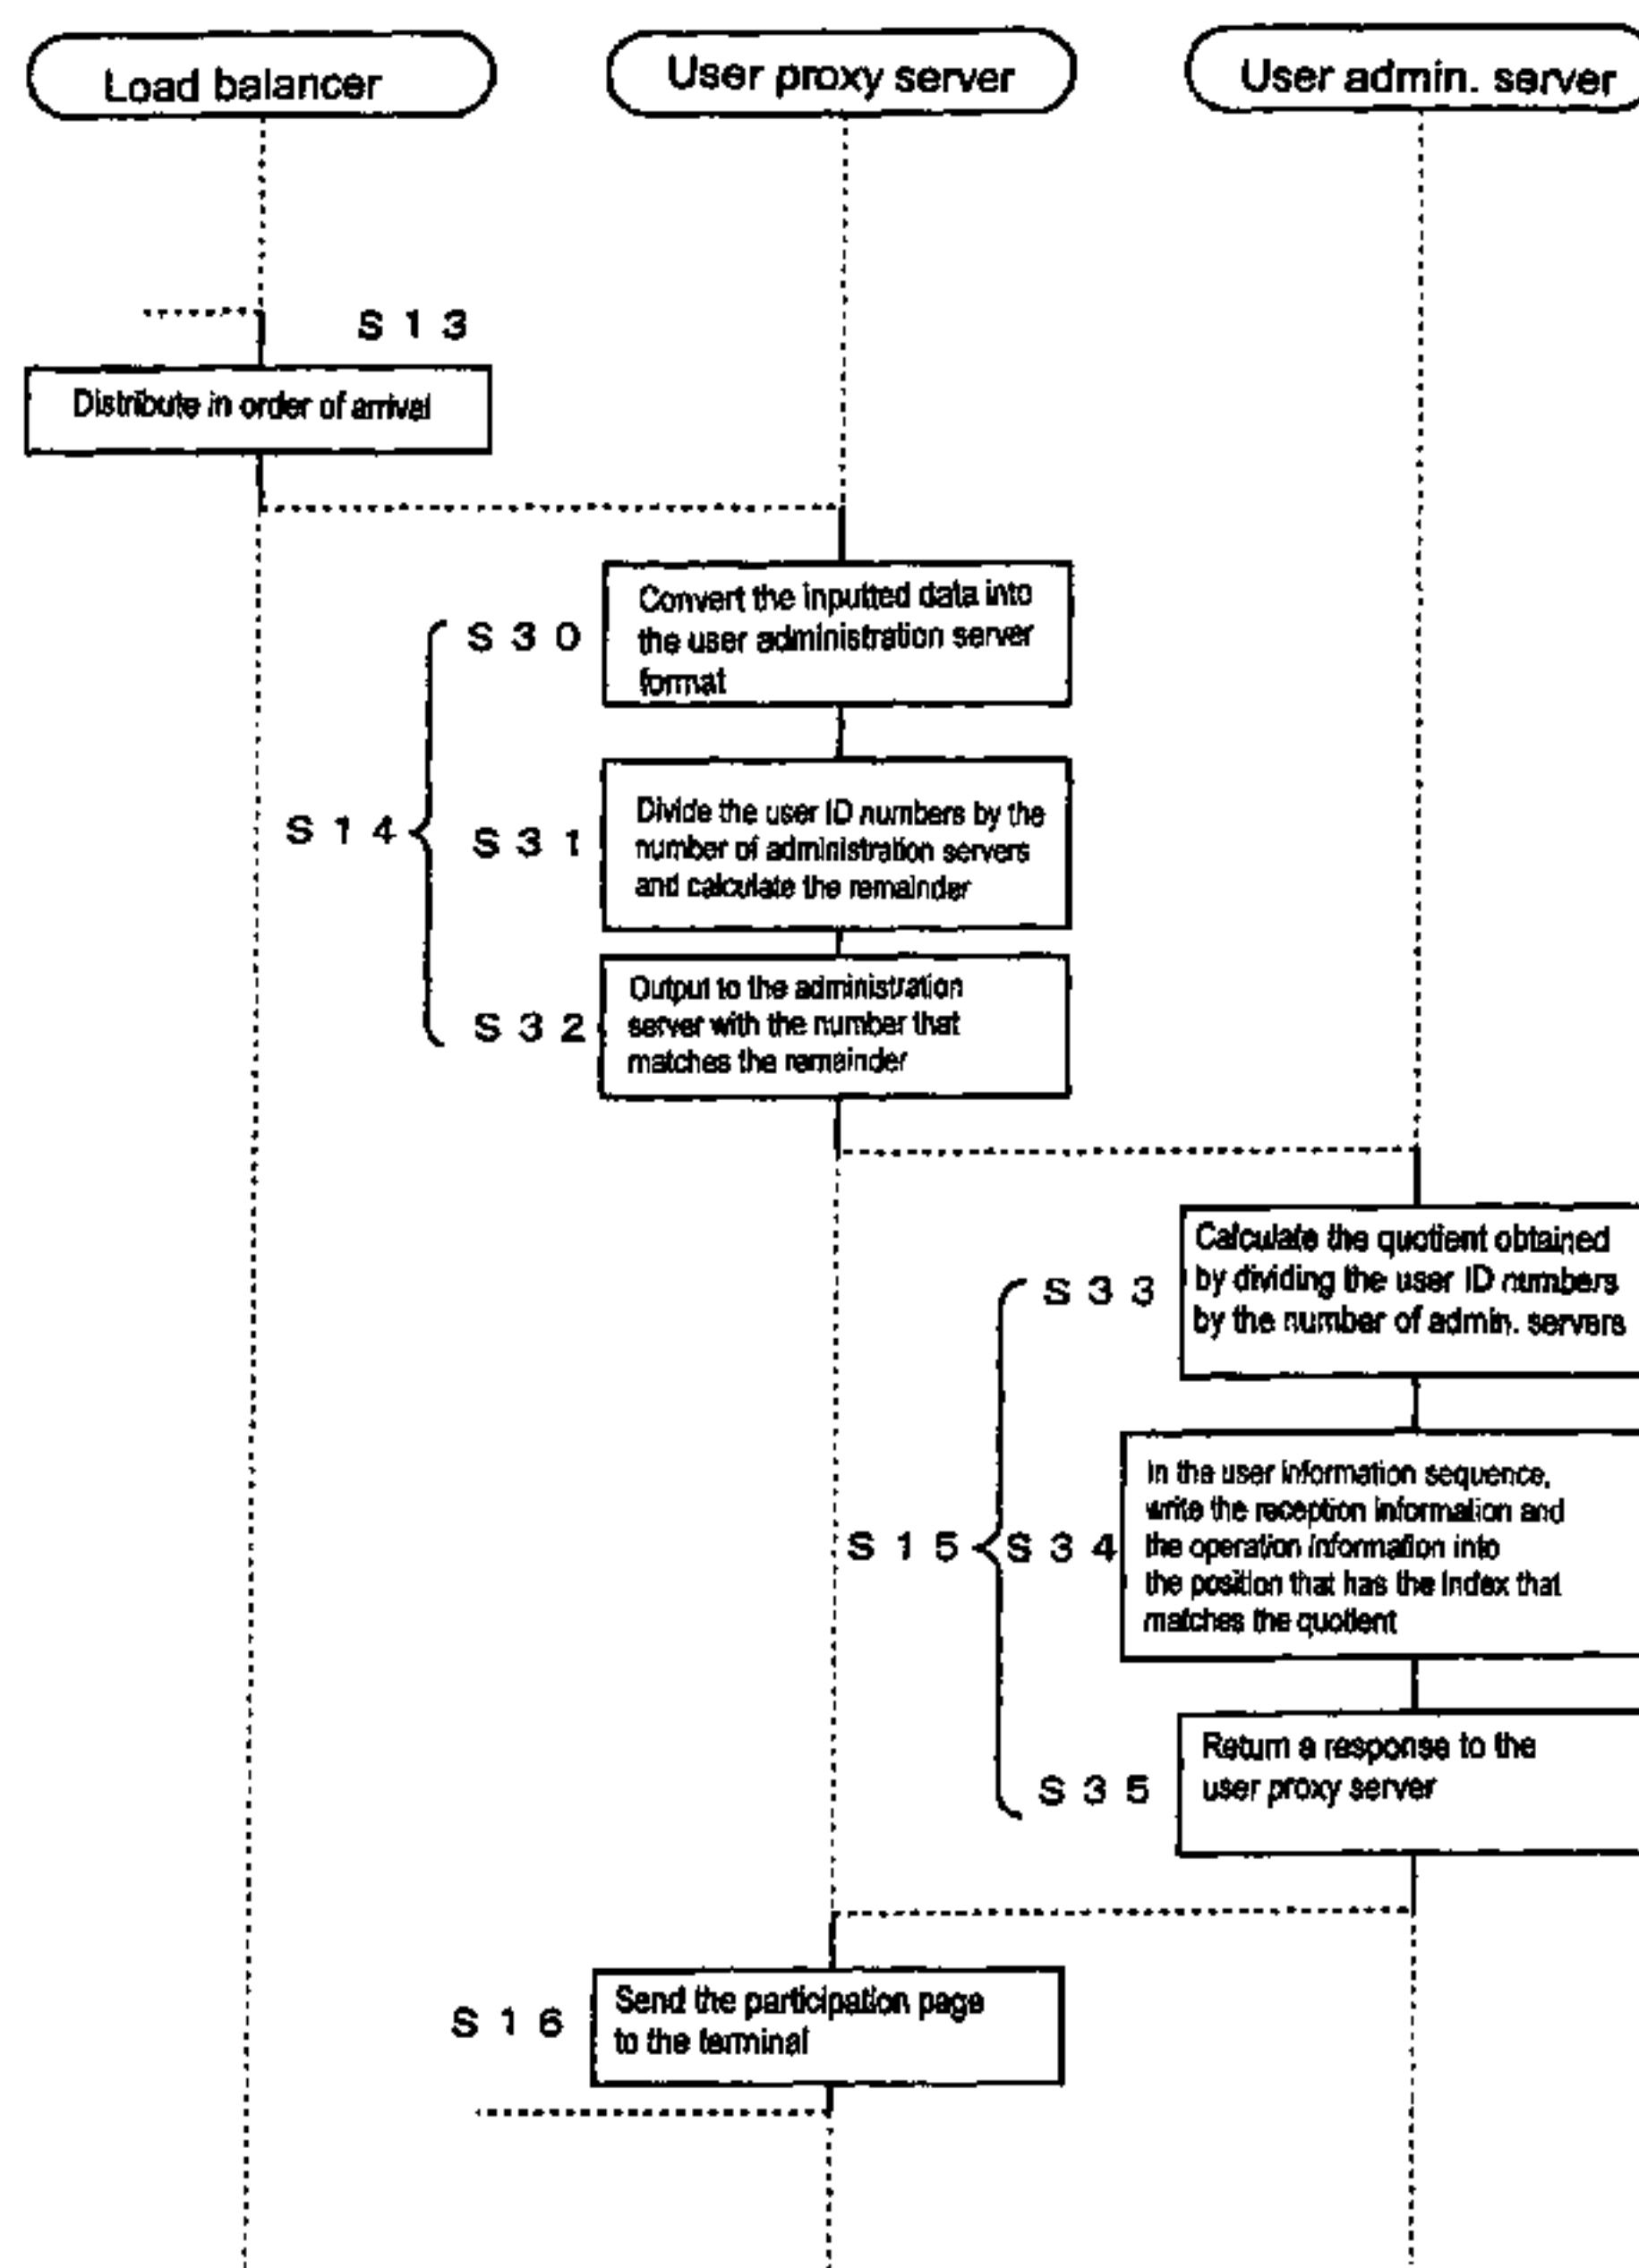 Load balancer
User proxy server
User admin. server
S 1 3
Distribute in order of arrival
S 1 4
S 3 0
Convert the inputted data into
the user administration server
format
S 3 1
Divide the user ID numbers by the
number of administration servers
and calculate the remainder
S 3 2
Output to the administration
server with the number that
matches the remainder
S 1 5
S 3 3
Calculate the quotient obtained
by dividing the user ID numbers
by the number of admin. servers
S 3 4
In the user information sequence,
write the reception information and
the operation information into
the position that has the index that
matches the quotient
S 3 5
Return a response to the
user proxy server
S 1 6
Send the participation page
to the terminal